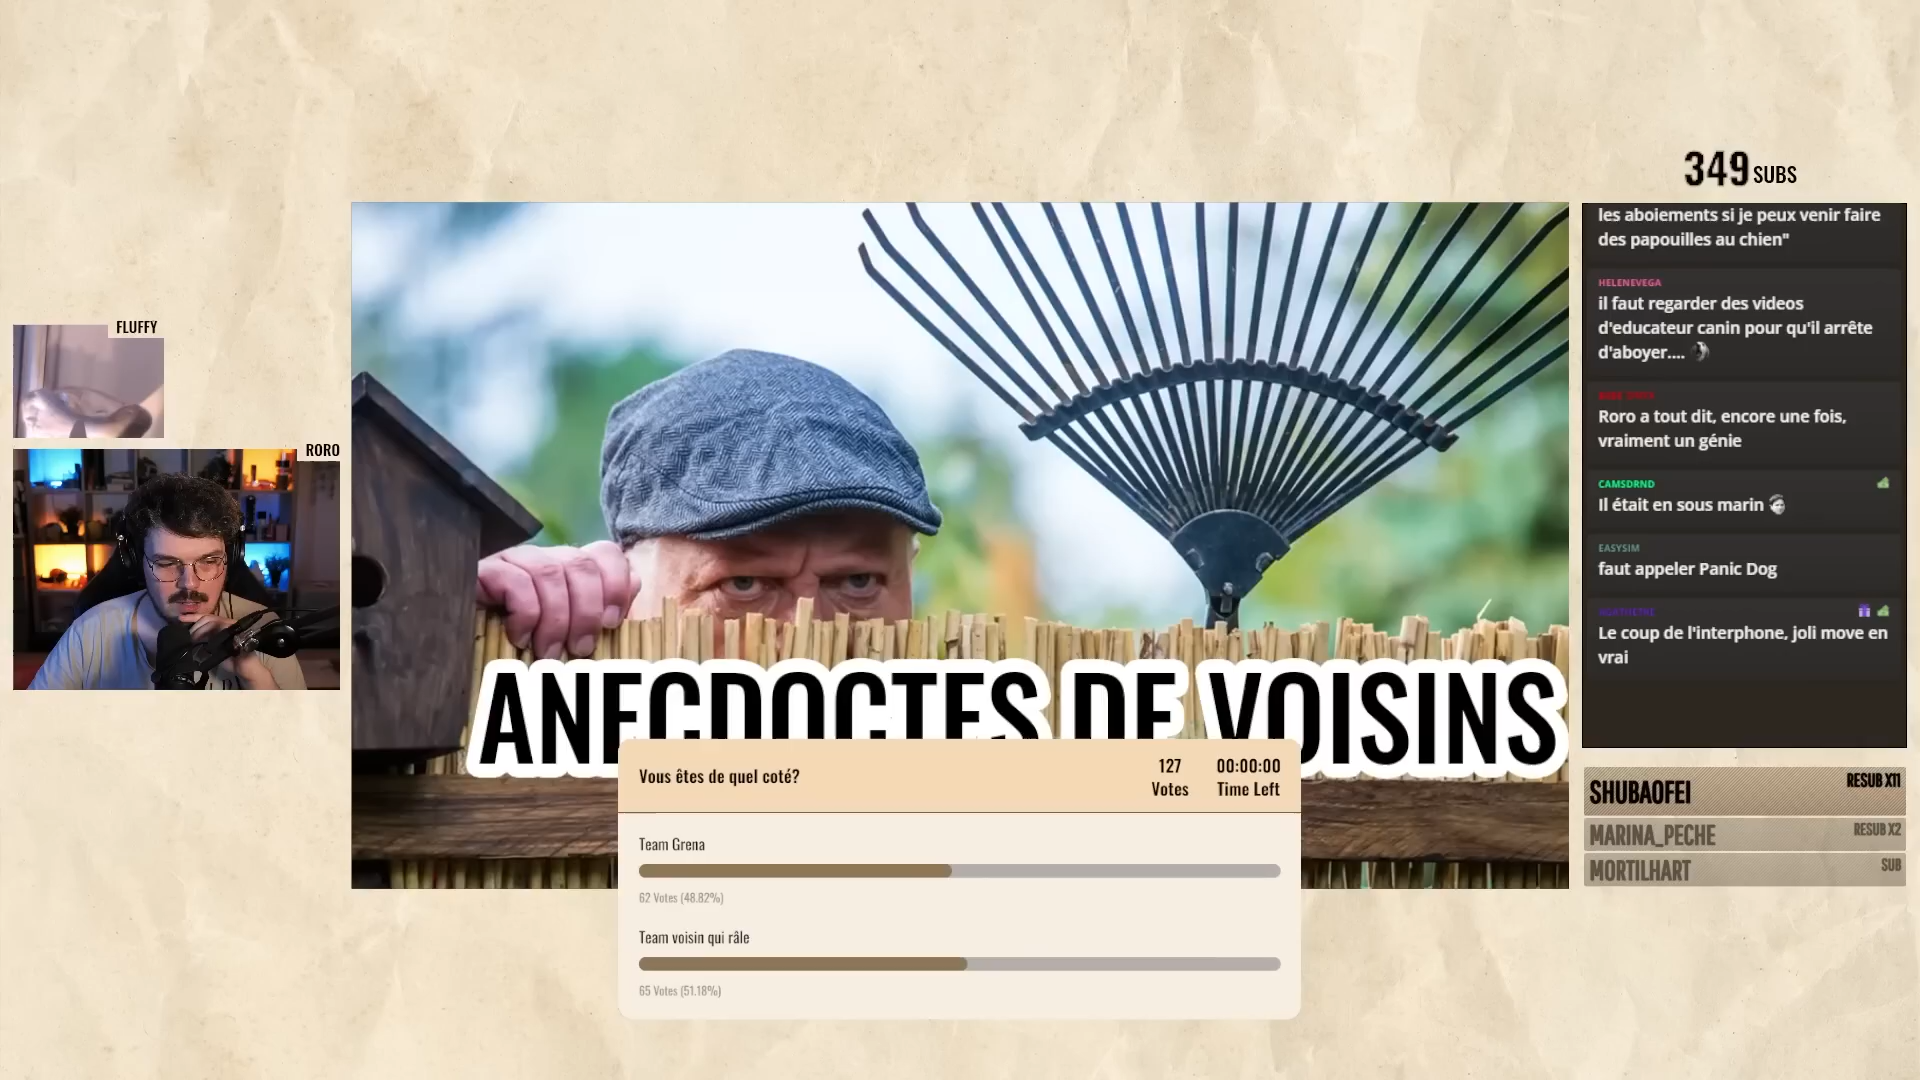 349 SUBS
FLUFFY
RORO
les aboiements si je peux venir faire
des papouilles au chien"
HELENEVEGA
il faut regarder des videos
d'educateur canin pour qu'il arrête
d'aboyer....
Roro a tout dit, encore une fois,
vraiment un génie
CAMSDRND
Il était en sous marin
EASYSIM
faut appeler Panic Dog
Le coup de l'interphone, joli move en
vrai
ANECDOCTES DE VOISINS
Vous êtes de quel coté?
127 Votes
00:00:00 Time Left
Team Grena
62 Votes (48.82%)
Team voisin qui râle
65 Votes (51.18%)
SHUBAOFEI RESUB X11
MARINA_PECHE RESUB X2
MORTILHART SUB